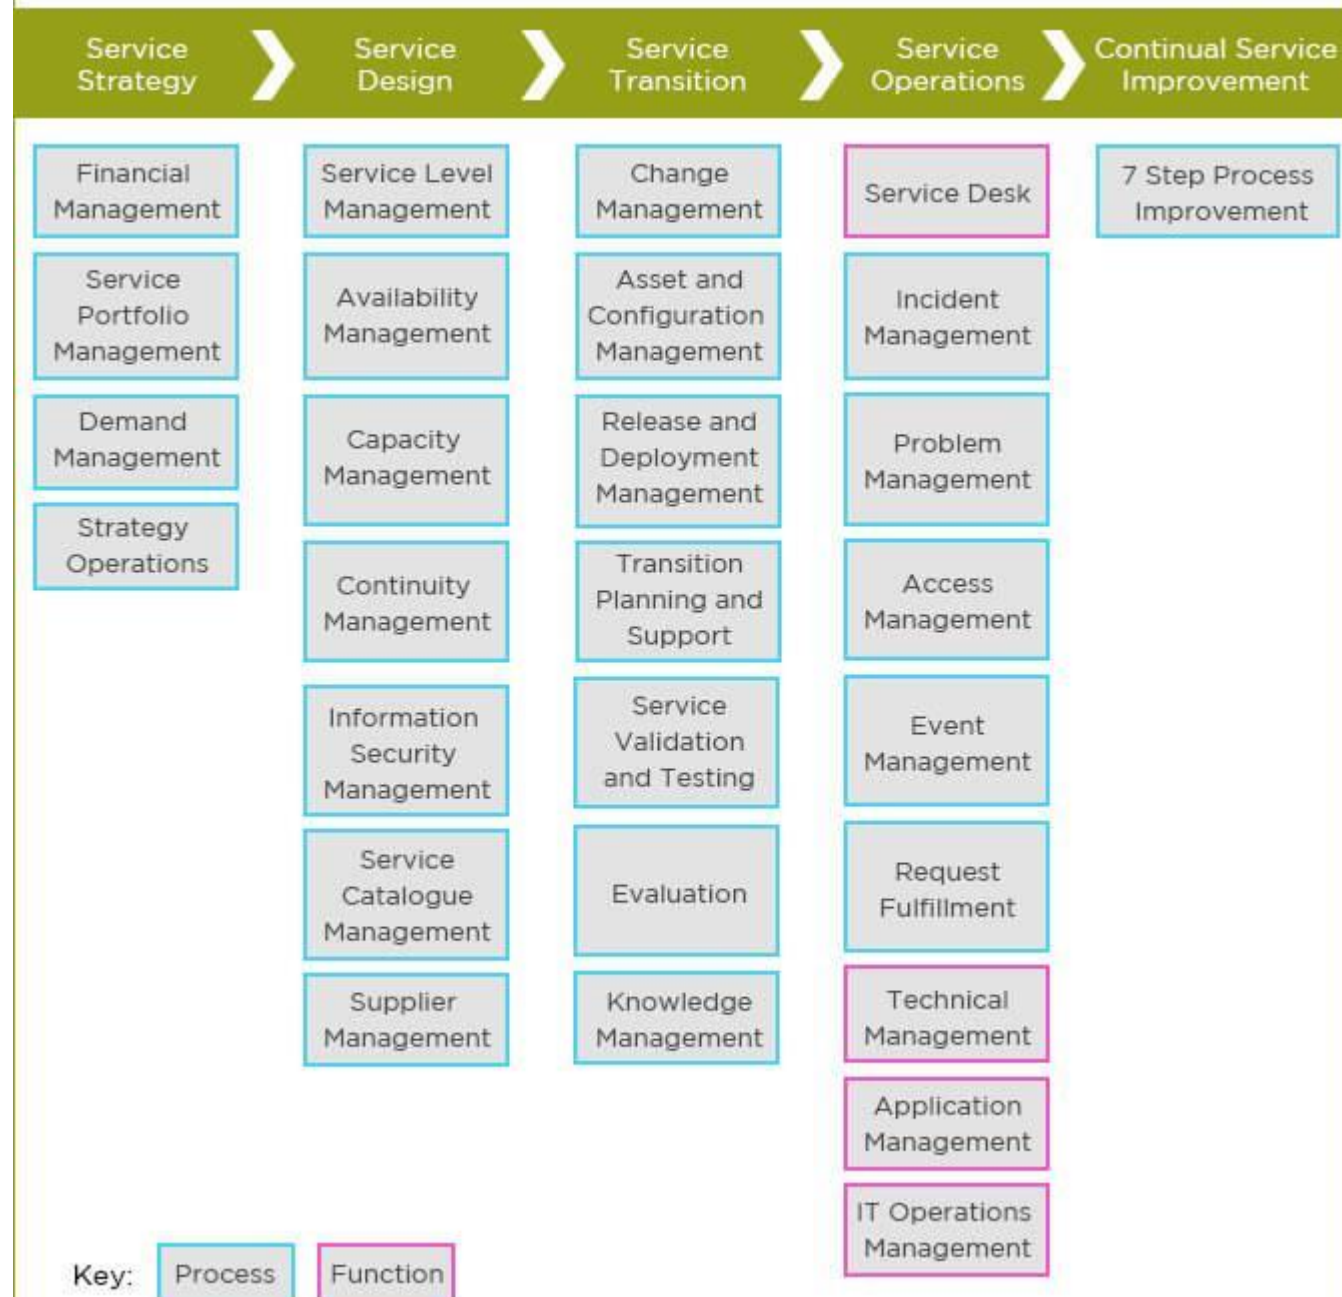 Service
Strategy
Service
Design
Service
Transition
Service
Operations
Continual Service
Improvement
Financial
Management
Service
Portfolio
Management
Demand
Management
Strategy
Operations
Service Level
Management
Availability
Management
Capacity
Management
Continuity
Management
Information
Security
Management
Service
Catalogue
Management
Supplier
Management
Change
Management
Asset and
Configuration
Management
Release and
Deployment
Management
Transition
Planning and
Support
Service
Validation
and Testing
Evaluation
Knowledge
Management
Service Desk
Incident
Management
Problem
Management
Access
Management
Event
Management
Request
Fulfillment
Technical
Management
Application
Management
IT Operations
Management
7 Step Process
Improvement
Key:
Process
Function